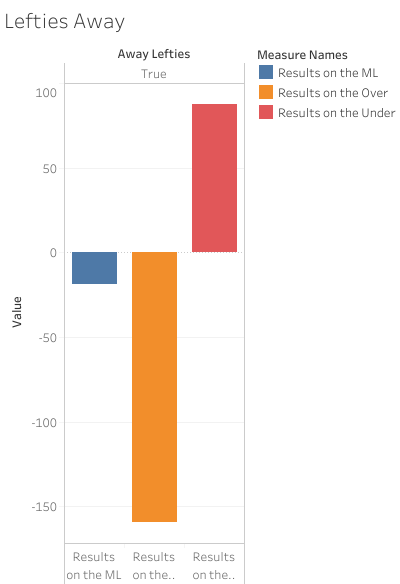 Lefties Away
Away Lefties
True
Measure Names
Results on the ML
Results on the Over
Results on the Under
100
50
0
-50
-100
-150
Value
Results
on the ML
Results
on the..
Results
on the..